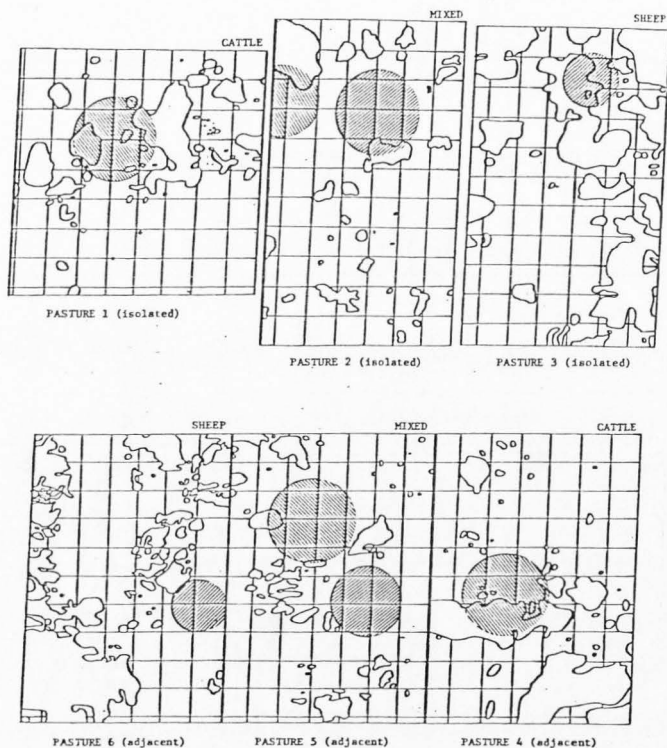 CATTLE
MIXED
SHEEP
PASTURE 1 (isolated)
PASTURE 2 (isolated)
PASTURE 3 (isolated)
SHEEP
MIXED
CATTLE
PASTURE 6 (adjacent)
PASTURE 5 (adjacent)
PASTURE 4 (adjacent)